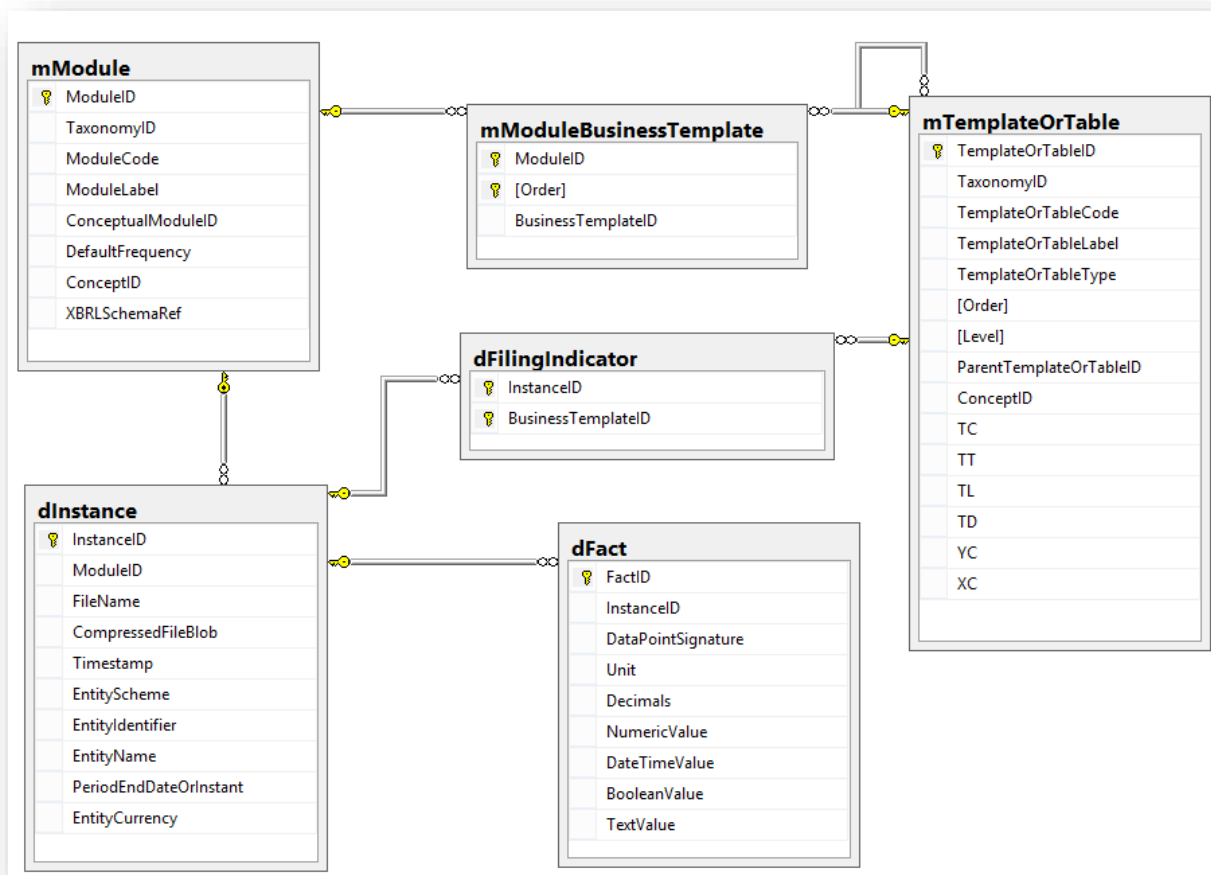 mModule
ModuleID
TaxonomyID
ModuleCode
ModuleLabel
ConceptualModuleID
DefaultFrequency
ConceptID
XBRLSchemaRef
mModuleBusinessTemplate
ModuleID
[Order]
BusinessTemplateID
mTemplateOrTable
TemplateOrTableID
TaxonomyID
TemplateOrTableCode
TemplateOrTableLabel
TemplateOrTableType
[Order]
[Level]
ParentTemplateOrTableID
ConceptID
TC
TT
TL
TD
YC
XC
dFilingIndicator
InstanceID
BusinessTemplateID
dInstance
InstanceID
ModuleID
FileName
CompressedFileBlob
Timestamp
EntityScheme
EntityIdentifier
EntityName
PeriodEndDateOrInstant
EntityCurrency
dFact
FactID
InstanceID
DataPointSignature
Unit
Decimals
NumericValue
DateTimeValue
BooleanValue
TextValue